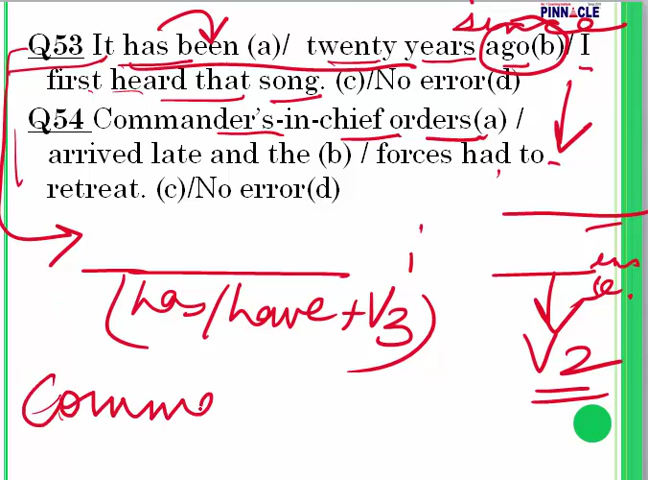 PINNACLE
since
Q53 It has been (a)/ twenty years ago(b)/ I
first heard that song. (c)/No error(d)
Q54 Commander's-in-chief orders(a) /
arrived late and the (b) / forces had to
retreat. (c)/No error(d)
(has/have + V3)
V2
Comm